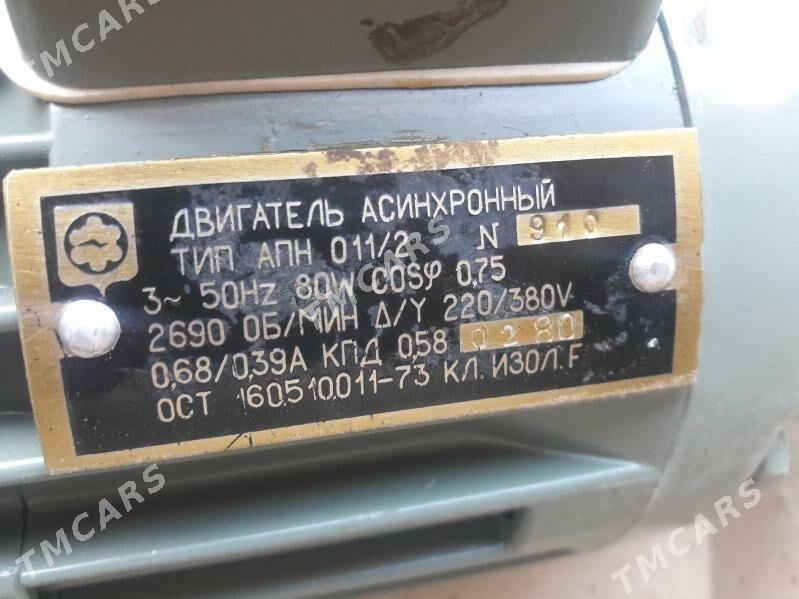 TMCARS
TMCARS
ДВИГАТЕЛЬ АСИНХРОННЫЙ
ТИП АПН 011/2 N 910
3~ 50Hz 80W COSφ 0,75
2690 ОБ/МИН Δ/Y 220/380V
0,68/0,39А КПД 0,58 0280
ОСТ 160.510.011-73 КЛ. ИЗОЛ. F
TMCARS
TMCARS